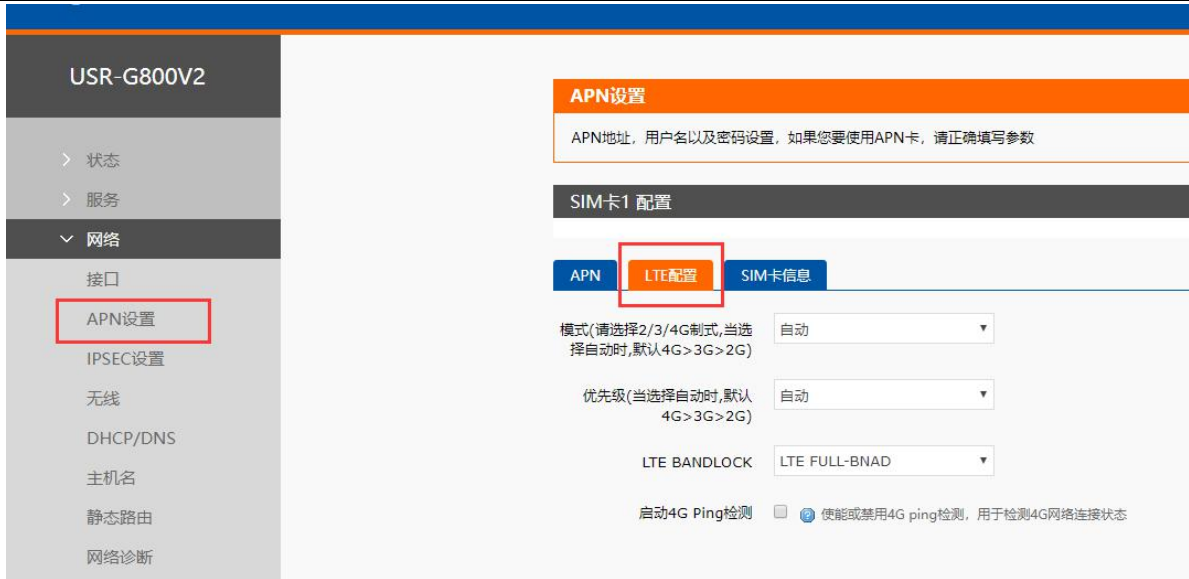 USR-G800V2
状态
服务
网络
接口
APN设置
IPSEC设置
无线
DHCP/DNS
主机名
静态路由
网络诊断
APN设置
APN地址，用户名以及密码设置，如果您要使用APN卡，请正确填写参数
SIM卡1 配置
APN LTE配置 SIM卡信息
模式(请选择2/3/4G制式,当选 自动
择自动时,默认4G>3G>2G)
优先级(当选择自动时,默认 自动
4G>3G>2G)
LTE BANDLOCK LTE FULL-BNAD
启动4G Ping检测 使能或禁用4G ping检测，用于检测4G网络连接状态